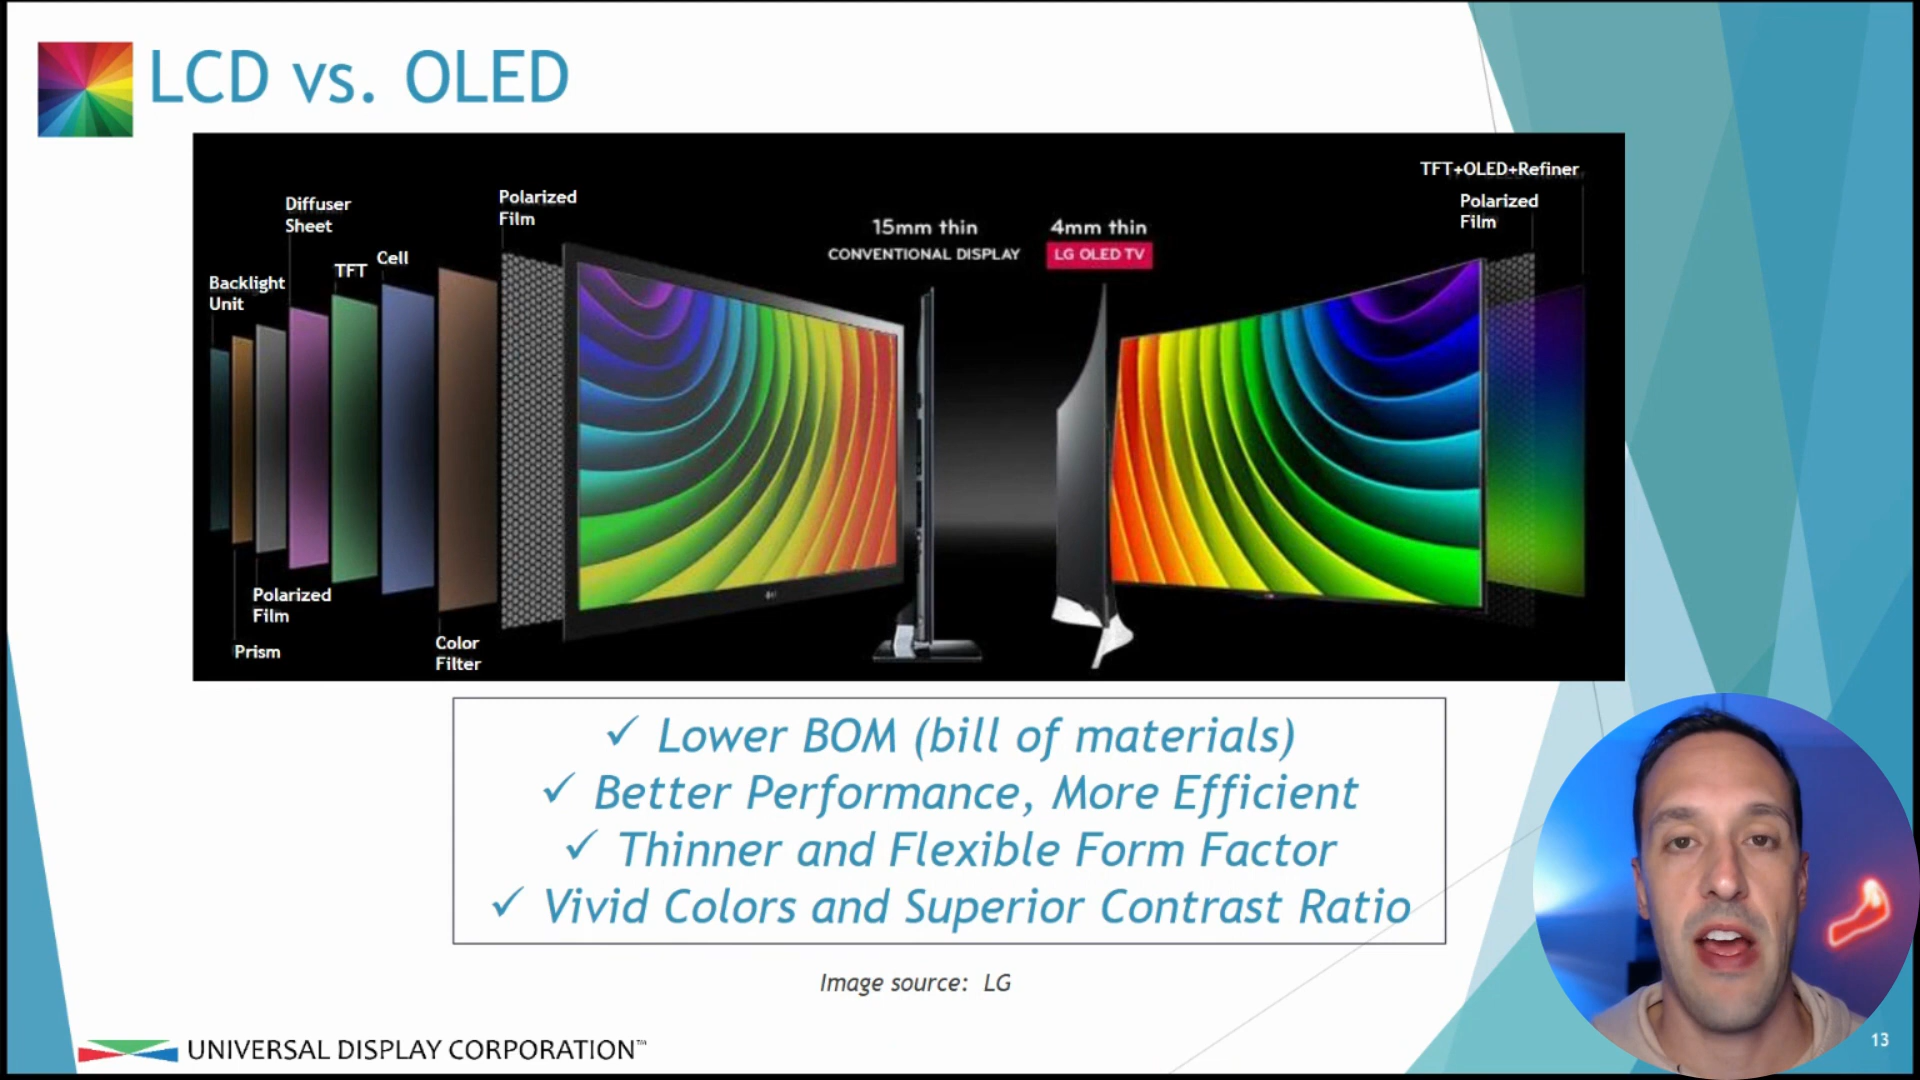 LCD vs. OLED
Polarized
Film
Diffuser
Sheet
TFT
Cell
Backlight
Unit
Polarized
Film
Prism
Color
Filter
15mm thin
CONVENTIONAL DISPLAY
4mm thin
LG OLED TV
TFT+OLED+Refiner
Polarized
Film
✓ Lower BOM (bill of materials)
✓ Better Performance, More Efficient
✓ Thinner and Flexible Form Factor
✓ Vivid Colors and Superior Contrast Ratio
Image source: LG
UNIVERSAL DISPLAY CORPORATION™
13